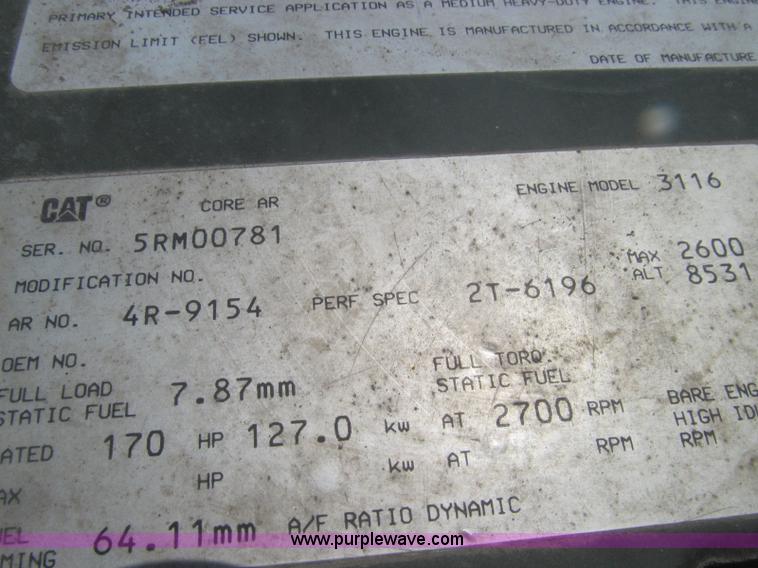 PRIMARY INTENDED SERVICE APPLICATION AS A MEDIUM HEAVY-DUTY ENGINE. THIS ENGIN
EMISSION LIMIT (FEL) SHOWN. THIS ENGINE IS MANUFACTURED IN ACCORDANCE WITH A
DATE OF MANUFACTURE
CAT® CORE AR ENGINE MODEL 3116
SER. NO. 5RM00781 MAX 2600
MODIFICATION NO. ALT 8531
AR NO. 4R-9154 PERF SPEC 2T-6196
OEM NO. FULL TORQ.
FULL LOAD 7.87mm STATIC FUEL
STATIC FUEL BARE ENG
ATED 170 HP 127.0 kw AT 2700 RPM HIGH IDL
AX HP kw AT RPM RPM
EL 64.11mm A/F RATIO DYNAMIC
MING
www.purplewave.com